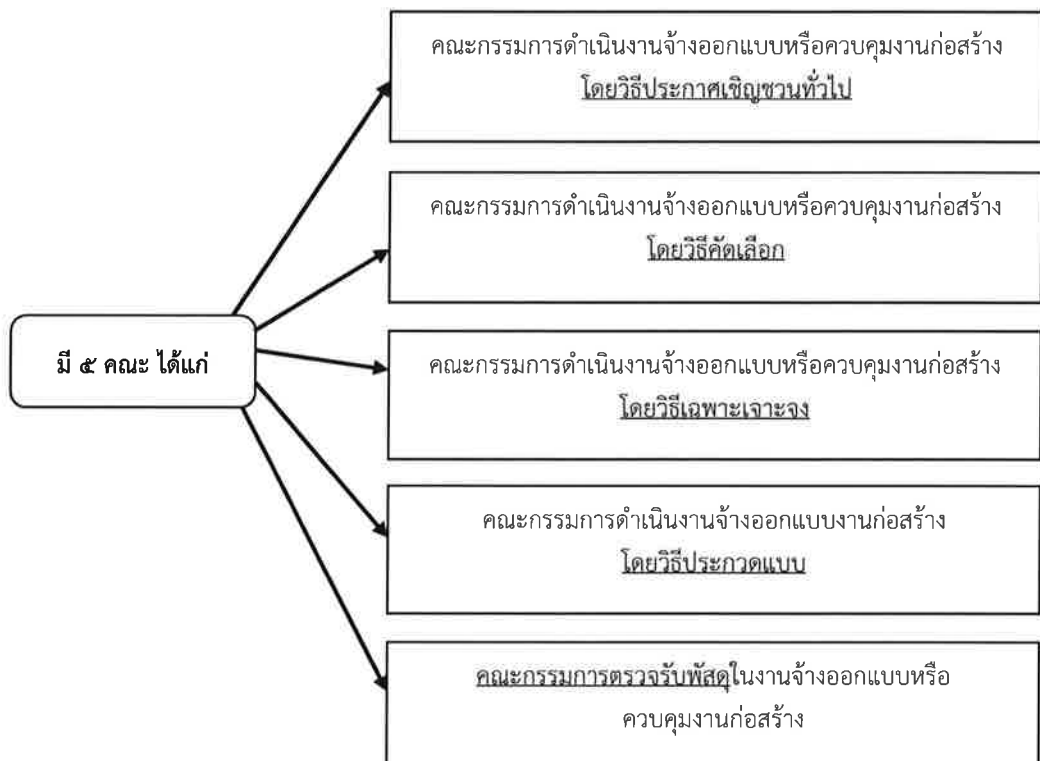 คณะกรรมการดำเนินงานจ้างออกแบบหรือควบคุมงานก่อสร้าง
โดยวิธีประกาศเชิญชวนทั่วไป
คณะกรรมการดำเนินงานจ้างออกแบบหรือควบคุมงานก่อสร้าง
โดยวิธีคัดเลือก
มี ๕ คณะ ได้แก่
คณะกรรมการดำเนินงานจ้างออกแบบหรือควบคุมงานก่อสร้าง
โดยวิธีเฉพาะเจาะจง
คณะกรรมการดำเนินงานจ้างออกแบบงานก่อสร้าง
โดยวิธีประกวดแบบ
คณะกรรมการตรวจรับพัสดุในงานจ้างออกแบบหรือ
ควบคุมงานก่อสร้าง